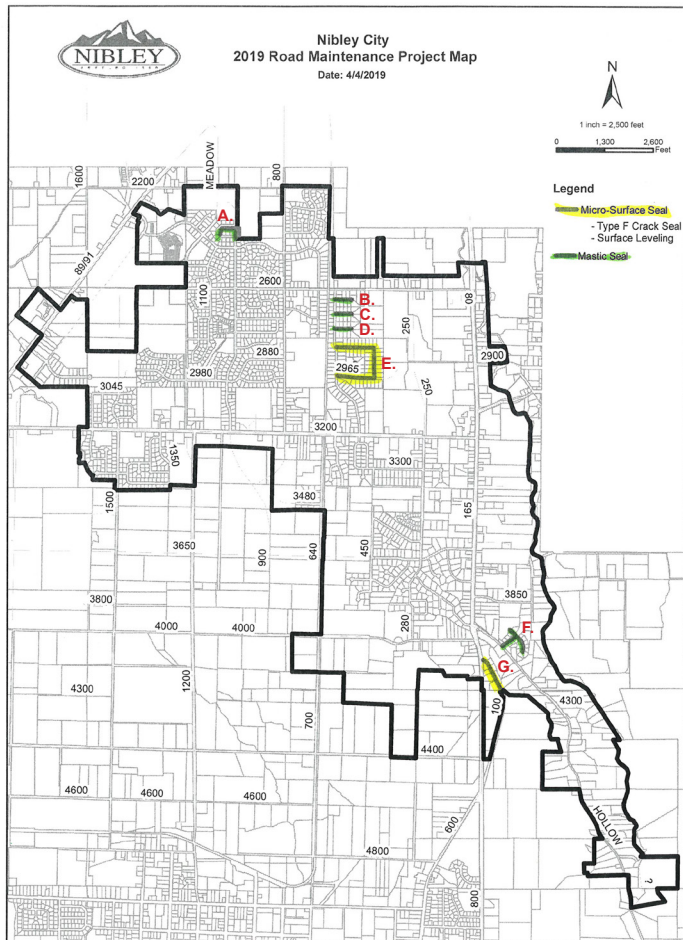 NIBLEY
Nibley City
2019 Road Maintenance Project Map
Date: 4/4/2019
N
1 inch = 2,500 feet
0 1,300 2,600
Feet
Legend
Micro-Surface Seal
- Type F Crack Seal
- Surface Leveling
Mastic Seal
1600
2200
MEADOW
800
A.
89/91
1100
2600
80
B.
C.
D.
250
2880
2900
2980
2965
E.
3045
250
3200
1350
3300
1500
3480
165
3650
900
640
450
3850
3800
4000
4000
280
F.
G.
4300
1200
700
100
4300
4400
4600
4600
4600
HOLLOW
600
4800
800
?